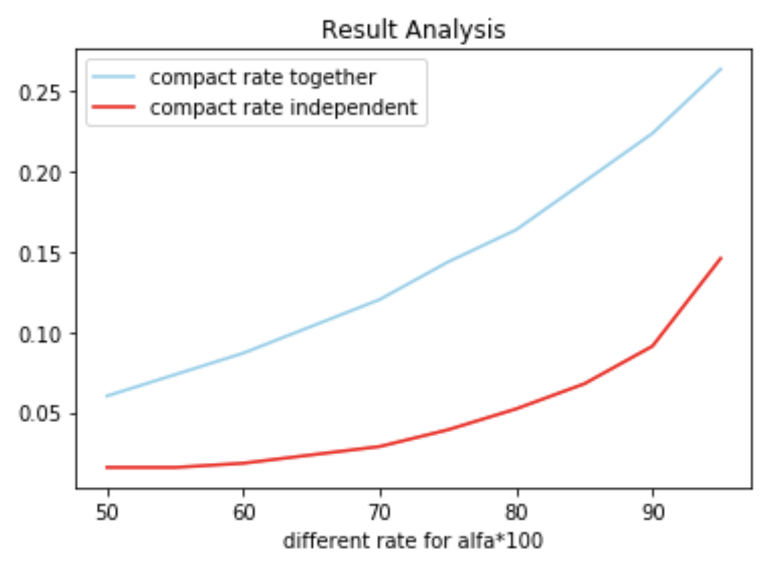 Result Analysis
compact rate together
compact rate independent
0.25
0.20
0.15
0.10
0.05
50 60 70 80 90
different rate for alfa*100